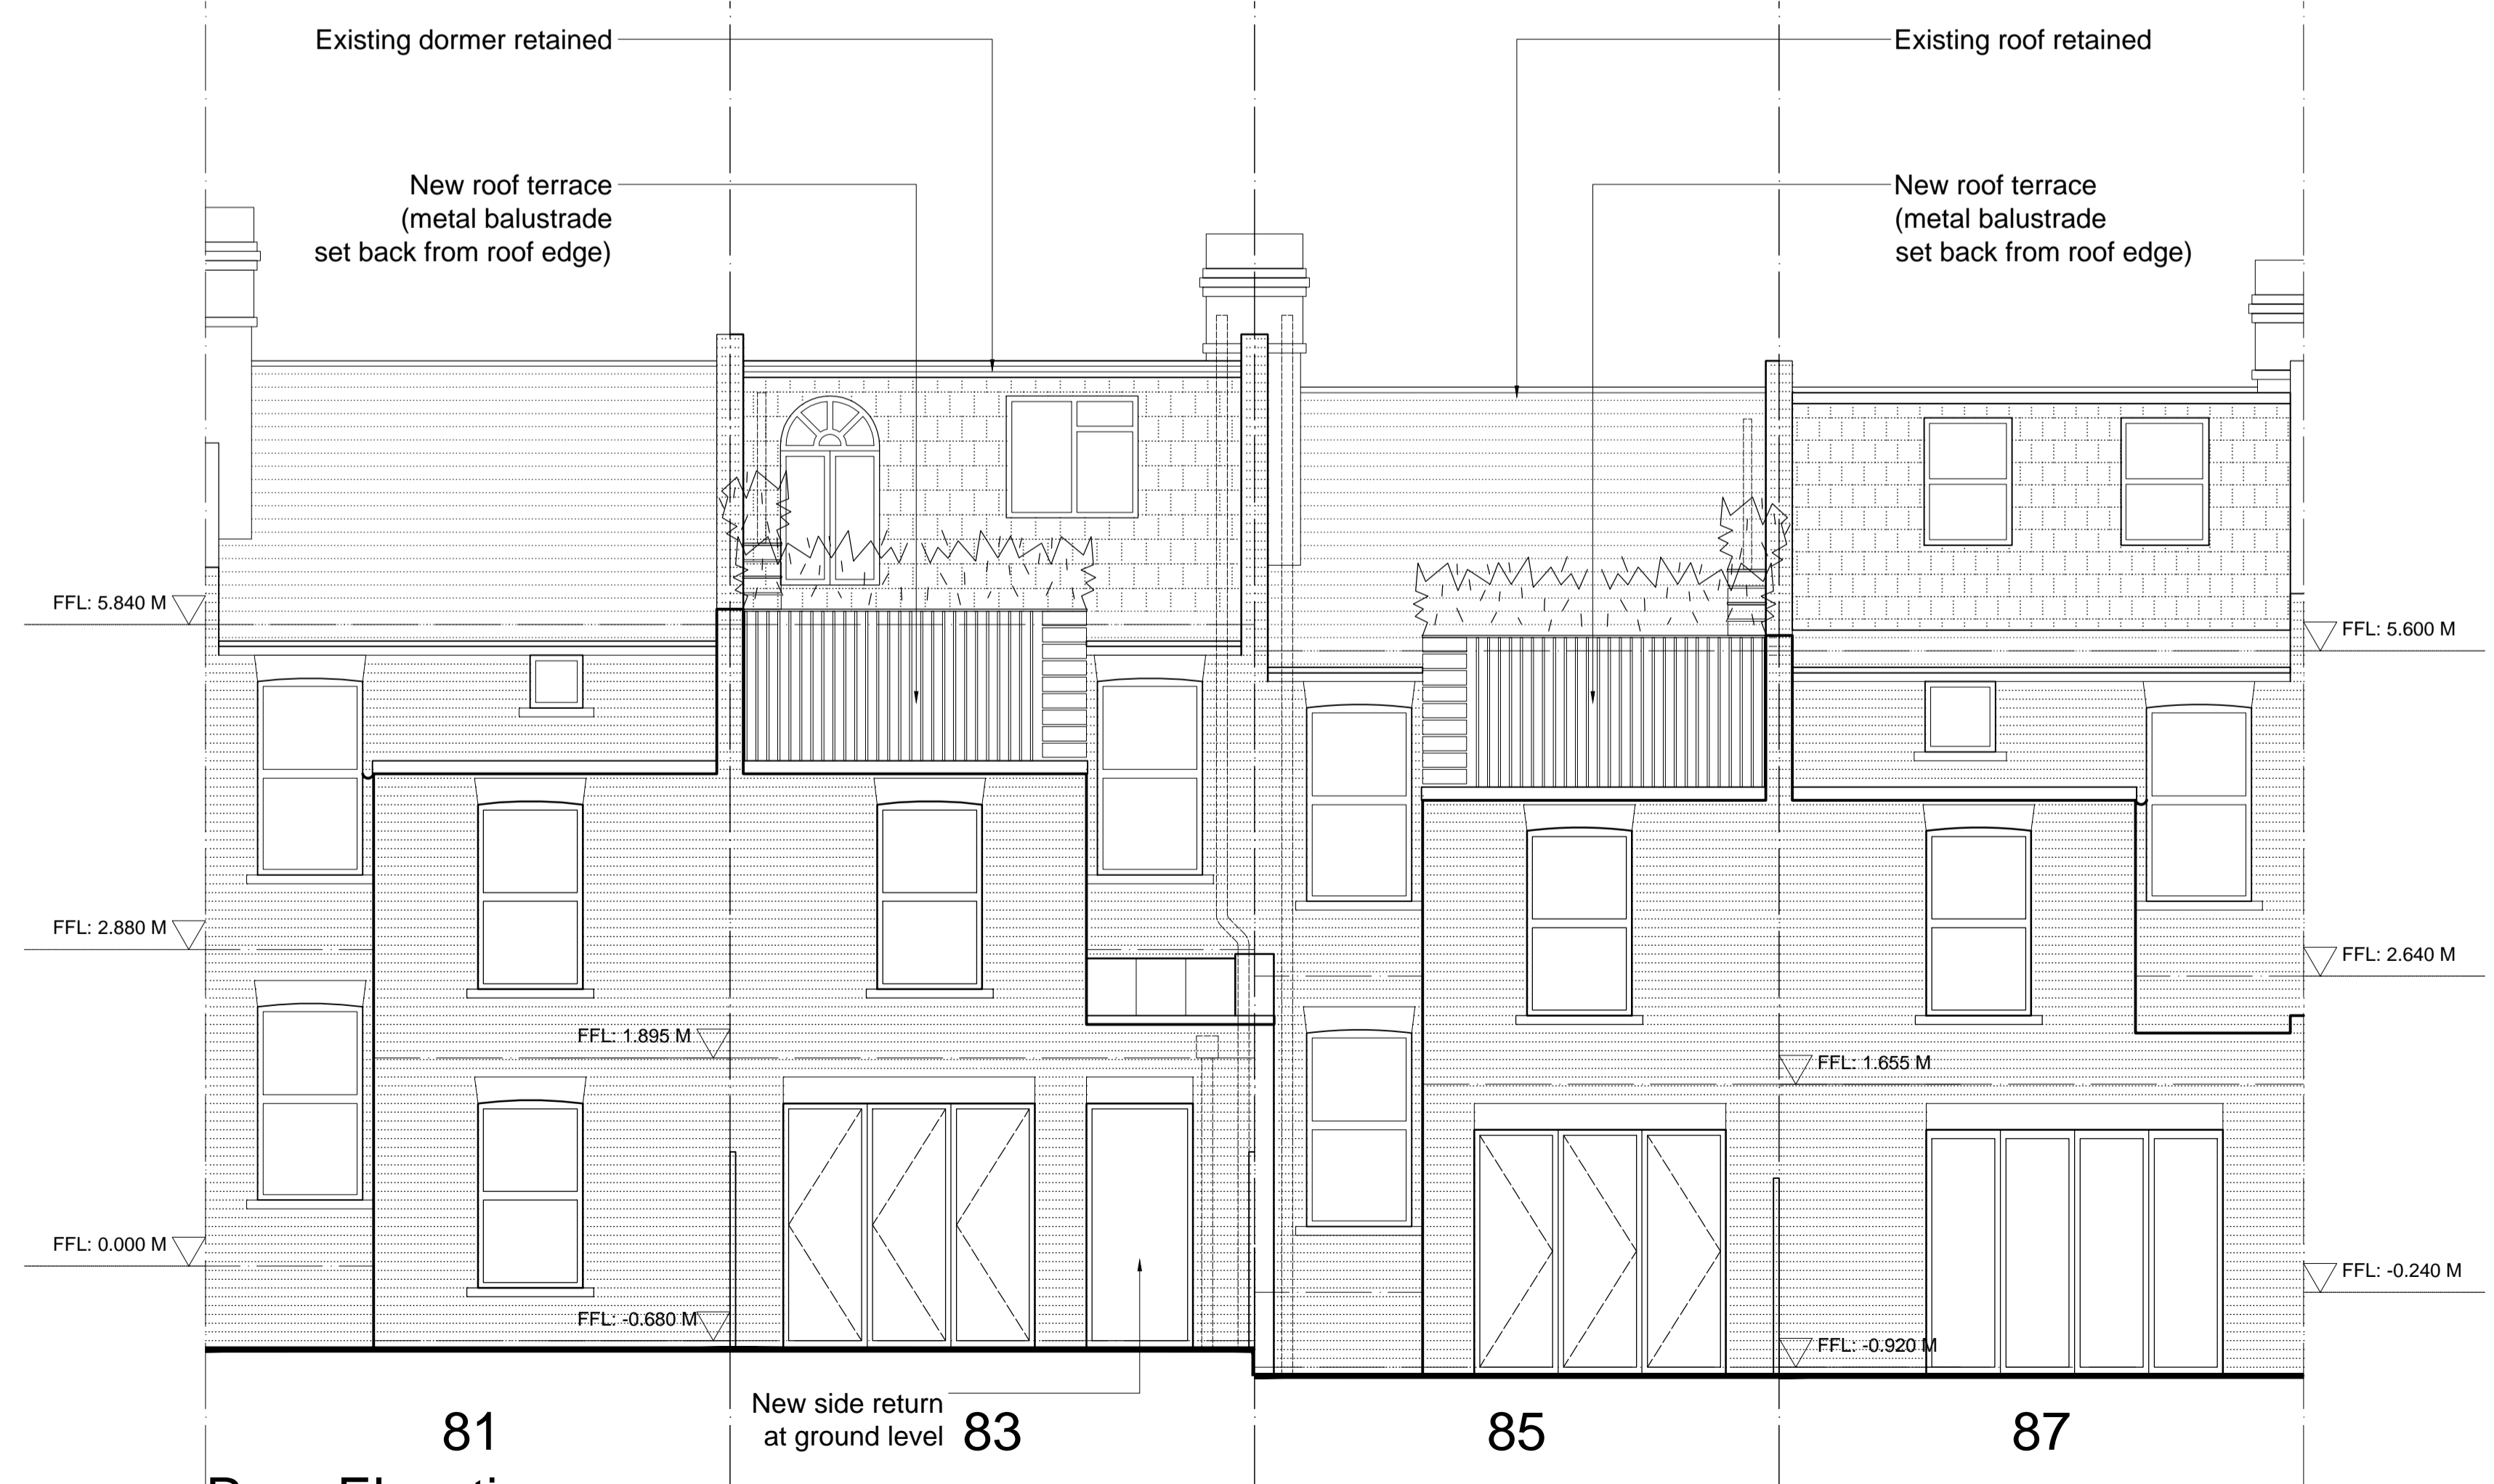 Existing dormer retained
Existing roof retained
New roof terrace
(metal balustrade
set back from roof edge)
New roof terrace
(metal balustrade
set back from roof edge)
FFL: 5.840 M
FFL: 5.600 M
FFL: 2.880 M
FFL: 2.640 M
FFL: 1.895 M
FFL: 1.655 M
FFL: 0.000 M
FFL: -0.240 M
FFL: -0.680 M
FFL: -0.920 M
New side return
at ground level
81
83
85
87